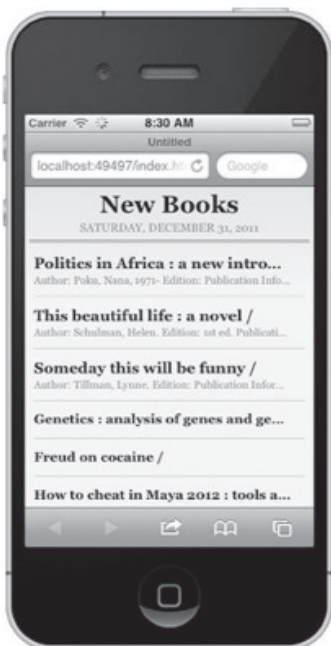 Carrier 8:30 AM
Untitled
localhost:49497/index.ht Google
New Books
SATURDAY, DECEMBER 31, 2011
Politics in Africa : a new intro...
Author: Poku, Nana, 1971- Edition: Publication Info...
This beautiful life : a novel /
Author: Schulman, Helen. Edition: 1st ed. Publicati...
Someday this will be funny /
Author: Tillman, Lynne. Edition: Publication Infor...
Genetics : analysis of genes and ge...
Freud on cocaine /
How to cheat in Maya 2012 : tools a...